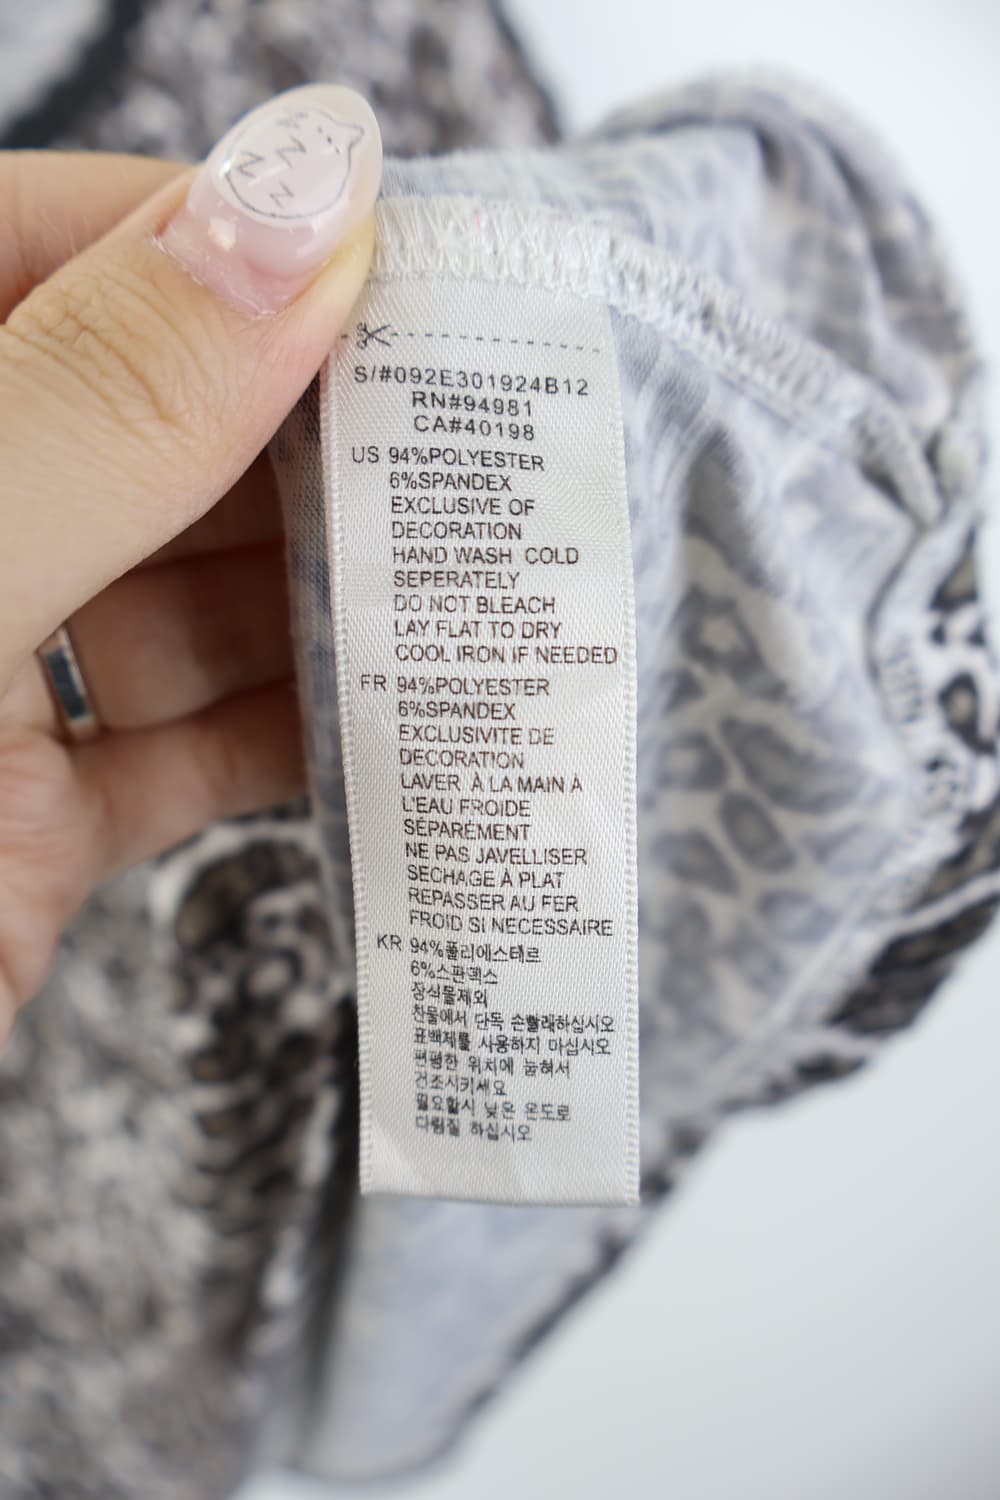 S/#092E301924B12
RN#94981
CA#40198
US 94%POLYESTER
6%SPANDEX
EXCLUSIVE OF
DECORATION
HAND WASH COLD
SEPERATELY
DO NOT BLEACH
LAY FLAT TO DRY
COOL IRON IF NEEDED
FR 94%POLYESTER
6%SPANDEX
EXCLUSIVITE DE
DECORATION
LAVER À LA MAIN À
L'EAU FROIDE
SÉPARÉMENT
NE PAS JAVELLISER
SECHAGE À PLAT
REPASSER AU FER
FROID SI NECESSAIRE
KR 94%폴리에스테르
6%스판덱스
장식물제외
찬물에서 단독 손빨래하십시오
표백제를 사용하지 마십시오
편평한 위치에 눕혀서
건조시키세요
필요할시 낮은 온도로
다림질 하십시오